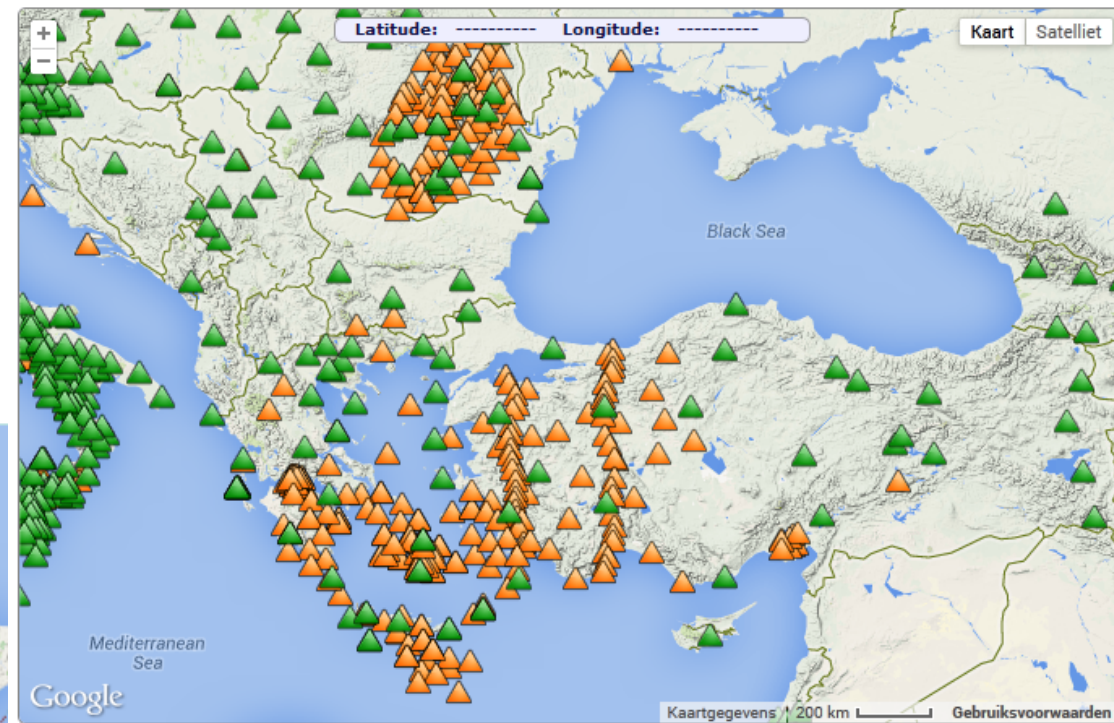 Latitude: ---------- Longitude: ----------
+
−
Kaart Satelliet
Black Sea
Mediterranean
Sea
Google
Kaartgegevens 200 km Gebruiksvoorwaarden